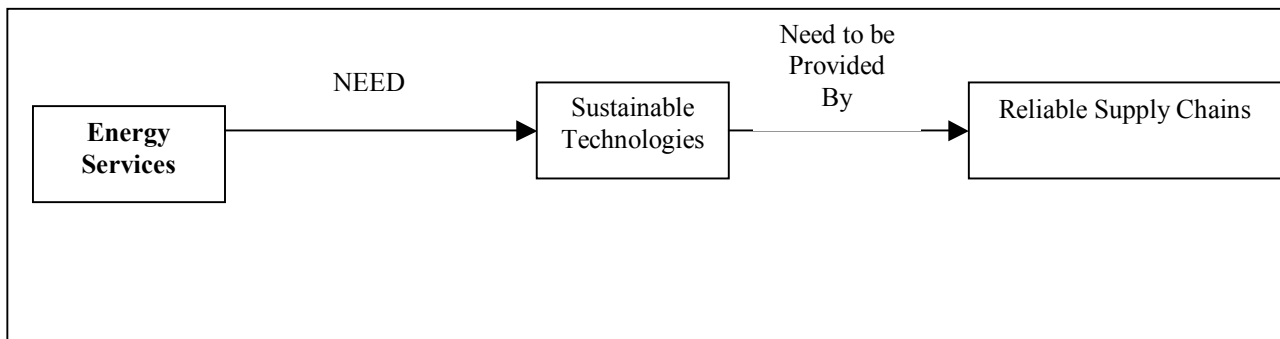 Energy
Services
NEED
Sustainable
Technologies
Need to be
Provided
By
Reliable Supply Chains